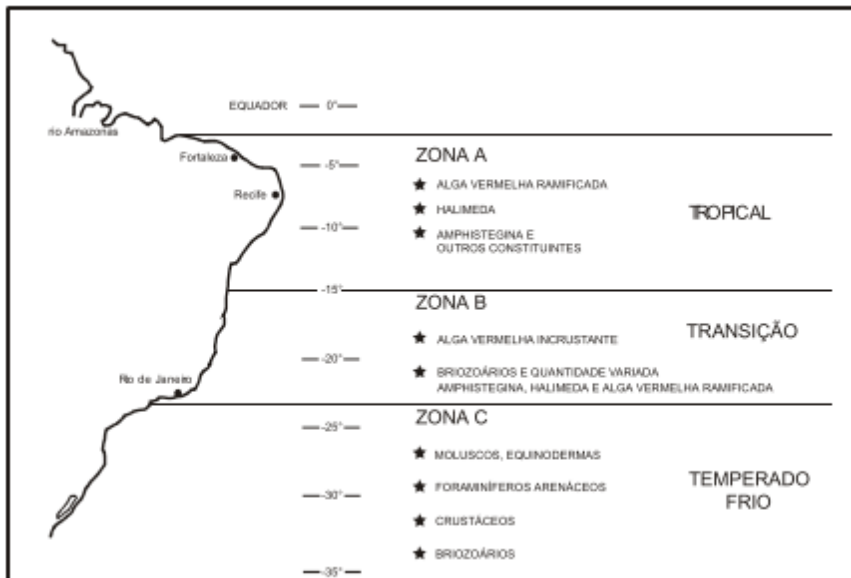 EQUADOR 0°
rio Amazonas
Fortaleza
-5°
ZONA A
ALGA VERMELHA RAMIFICADA
Recife
HALIMEDA
TROPICAL
-10°
AMPHISTEGINA E
OUTROS CONSTITUINTES
-15°
ZONA B
ALGA VERMELHA INCRUSTANTE
TRANSIÇÃO
-20°
BRIOZOÁRIOS E QUANTIDADE VARIADA
AMPHISTEGINA, HALIMEDA E ALGA VERMELHA RAMIFICADA
Rio de Janeiro
ZONA C
-25°
MOLUSCOS, EQUINODERMAS
FORAMINÍFEROS ARENÁCEOS
TEMPERADO
FRIO
-30°
CRUSTÁCEOS
BRIOZOÁRIOS
-35°